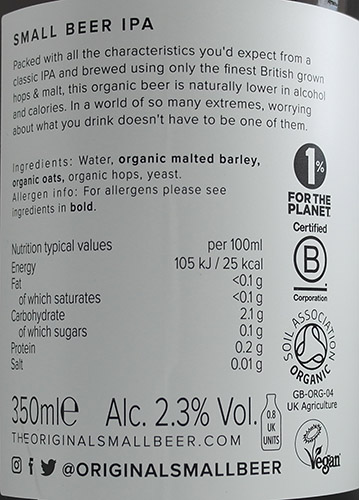 SMALL BEER IPA
Packed with all the characteristics you'd expect from a
classic IPA and brewed using only the finest British grown
hops & malt, this organic beer is naturally lower in alcohol
and calories. In a world of so many extremes, worrying
about what you drink doesn't have to be one of them.
Ingredients: Water, organic malted barley,
organic oats, organic hops, yeast.
Allergen info: For allergens please see
ingredients in bold.
1%
FOR THE
PLANET
Certified
B
Corporation
SOIL ASSOCIATION
ORGANIC
GB-ORG-04
UK Agriculture
Vegan
Nutrition typical values per 100ml
Energy 105 kJ / 25 kcal
Fat <0.1 g
of which saturates <0.1 g
Carbohydrate 2.1 g
of which sugars 0.1 g
Protein 0.2 g
Salt 0.01 g
350ml℮ Alc. 2.3% Vol.
0.8
UK
UNITS
THEORIGINALSMALLBEER.COM
@ORIGINALSMALLBEER